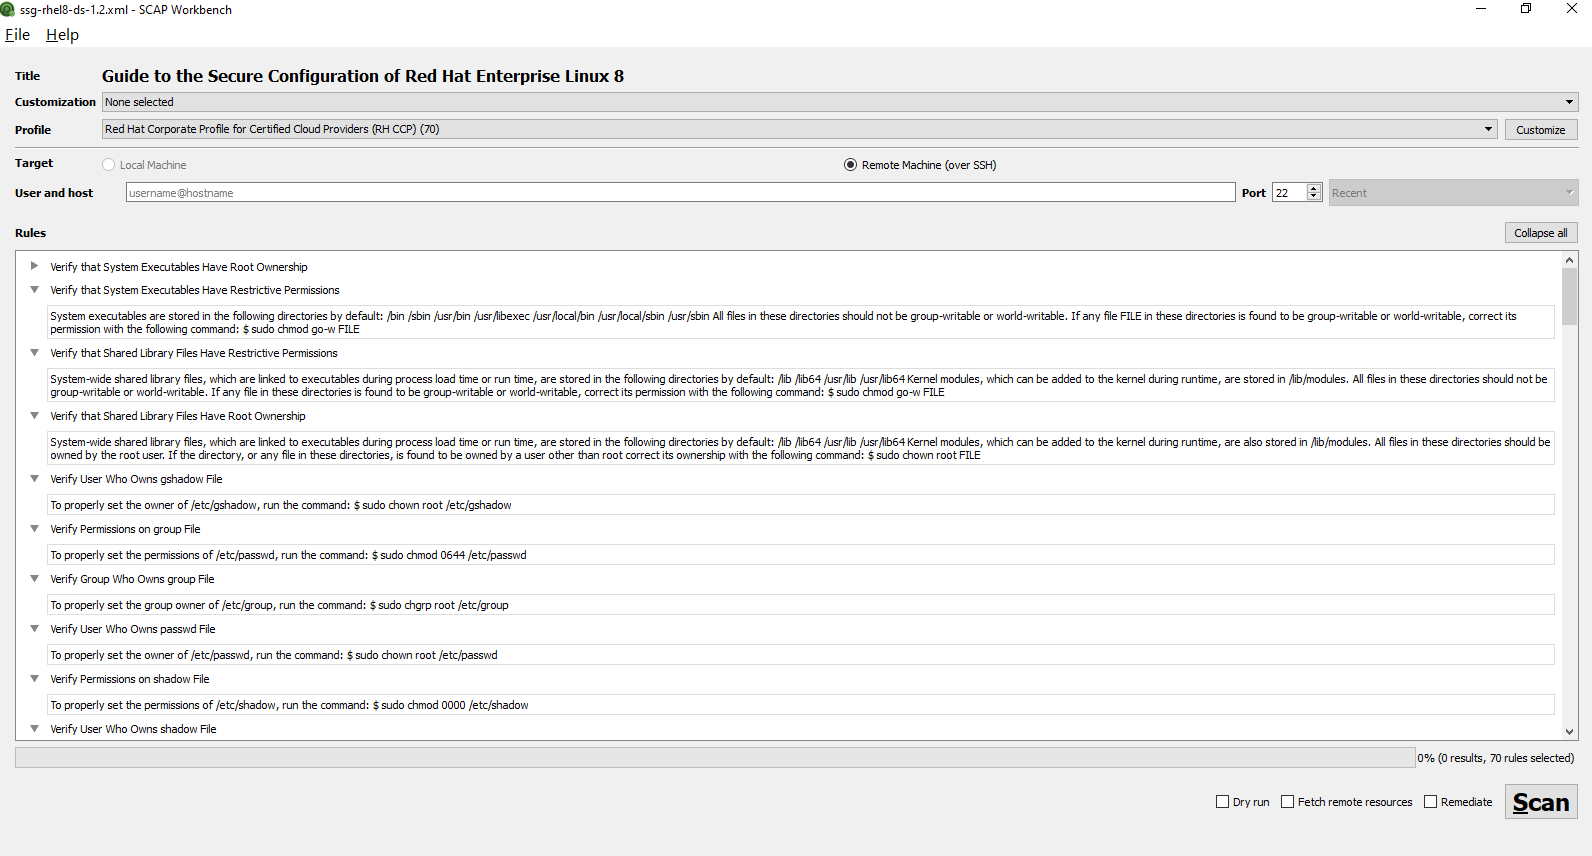 ssg-rhel8-ds-1.2.xml - SCAP Workbench
File Help
Title Guide to the Secure Configuration of Red Hat Enterprise Linux 8
Customization None selected
Profile Red Hat Corporate Profile for Certified Cloud Providers (RH CCP) (70) Customize
Target Local Machine Remote Machine (over SSH)
User and host username@hostname Port 22 Recent
Rules Collapse all
Verify that System Executables Have Root Ownership
Verify that System Executables Have Restrictive Permissions
System executables are stored in the following directories by default: /bin /sbin /usr/bin /usr/libexec /usr/local/bin /usr/local/sbin /usr/sbin All files in these directories should not be group-writable or world-writable. If any file FILE in these directories is found to be group-writable or world-writable, correct its
permission with the following command: $ sudo chmod go-w FILE
Verify that Shared Library Files Have Restrictive Permissions
System-wide shared library files, which are linked to executables during process load time or run time, are stored in the following directories by default: /lib /lib64 /usr/lib /usr/lib64 Kernel modules, which can be added to the kernel during runtime, are stored in /lib/modules. All files in these directories should not be
group-writable or world-writable. If any file in these directories is found to be group-writable or world-writable, correct its permission with the following command: $ sudo chmod go-w FILE
Verify that Shared Library Files Have Root Ownership
System-wide shared library files, which are linked to executables during process load time or run time, are stored in the following directories by default: /lib /lib64 /usr/lib /usr/lib64 Kernel modules, which can be added to the kernel during runtime, are also stored in /lib/modules. All files in these directories should be
owned by the root user. If the directory, or any file in these directories, is found to be owned by a user other than root correct its ownership with the following command: $ sudo chown root FILE
Verify User Who Owns gshadow File
To properly set the owner of /etc/gshadow, run the command: $ sudo chown root /etc/gshadow
Verify Permissions on group File
To properly set the permissions of /etc/passwd, run the command: $ sudo chmod 0644 /etc/passwd
Verify Group Who Owns group File
To properly set the group owner of /etc/group, run the command: $ sudo chgrp root /etc/group
Verify User Who Owns passwd File
To properly set the owner of /etc/passwd, run the command: $ sudo chown root /etc/passwd
Verify Permissions on shadow File
To properly set the permissions of /etc/shadow, run the command: $ sudo chmod 0000 /etc/shadow
Verify User Who Owns shadow File
0% (0 results, 70 rules selected)
Dry run Fetch remote resources Remediate Scan